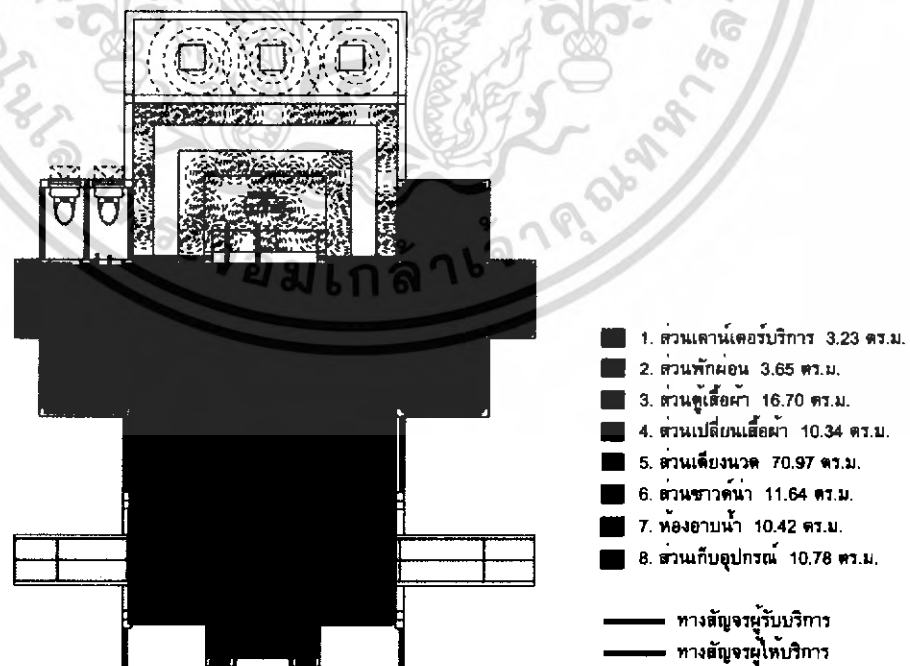 1. ส่วนเคาน์เตอร์บริการ 3.23 ตร.ม.
2. ส่วนพักผ่อน 3.65 ตร.ม.
3. ส่วนตู้เสื้อผ้า 16.70 ตร.ม.
4. ส่วนเปลี่ยนเสื้อผ้า 10.34 ตร.ม.
5. ส่วนเตียงนวด 70.97 ตร.ม.
6. ส่วนซาวด์น่า 11.64 ตร.ม.
7. ห้องอาบน้ำ 10.42 ตร.ม.
8. ส่วนเก็บอุปกรณ์ 10.78 ตร.ม.
ทางสัญจรผู้รับบริการ
ทางสัญจรผู้ให้บริการ